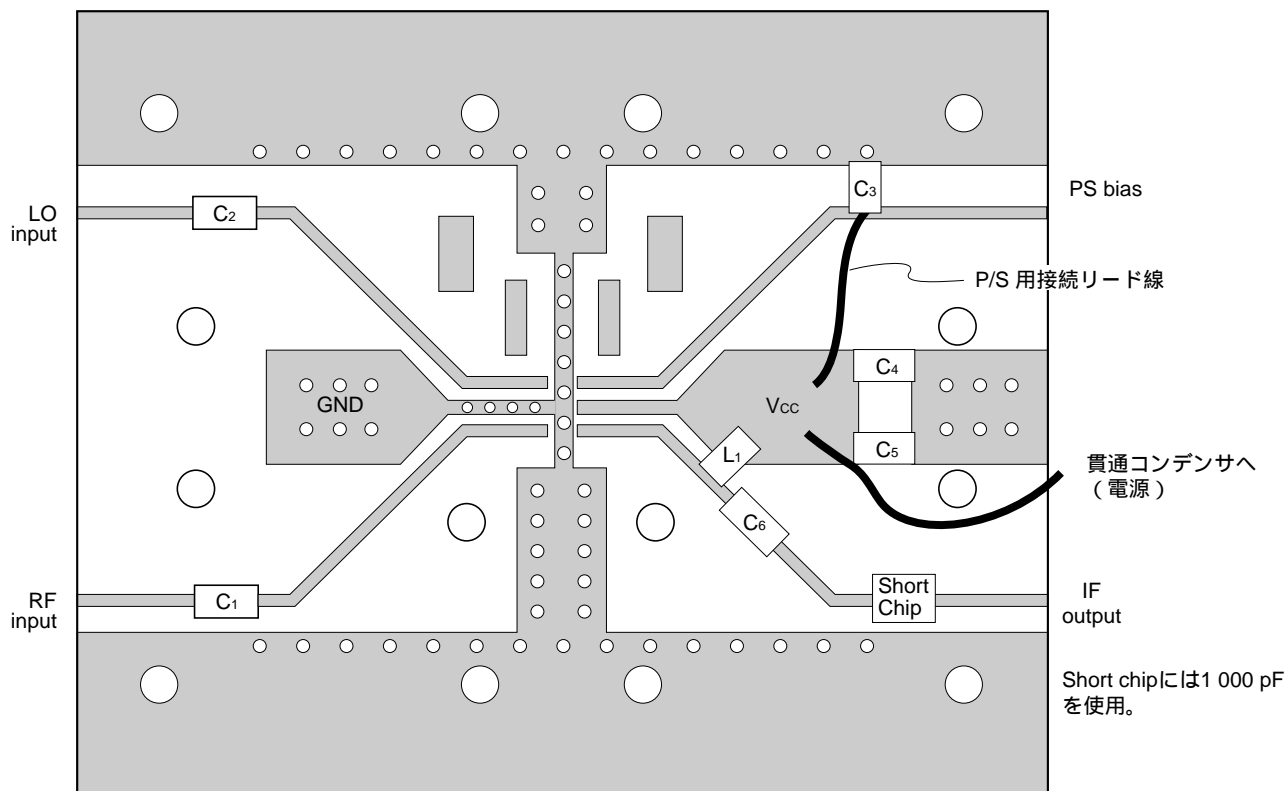 C3
PS bias
LO
input
C2
P/S 用接続リード線
C4
GND
VCC
L1
C5
貫通コンデンサへ
（電源）
C6
RF
input
C1
Short
Chip
IF
output
Short chipには1 000 pF
を使用。